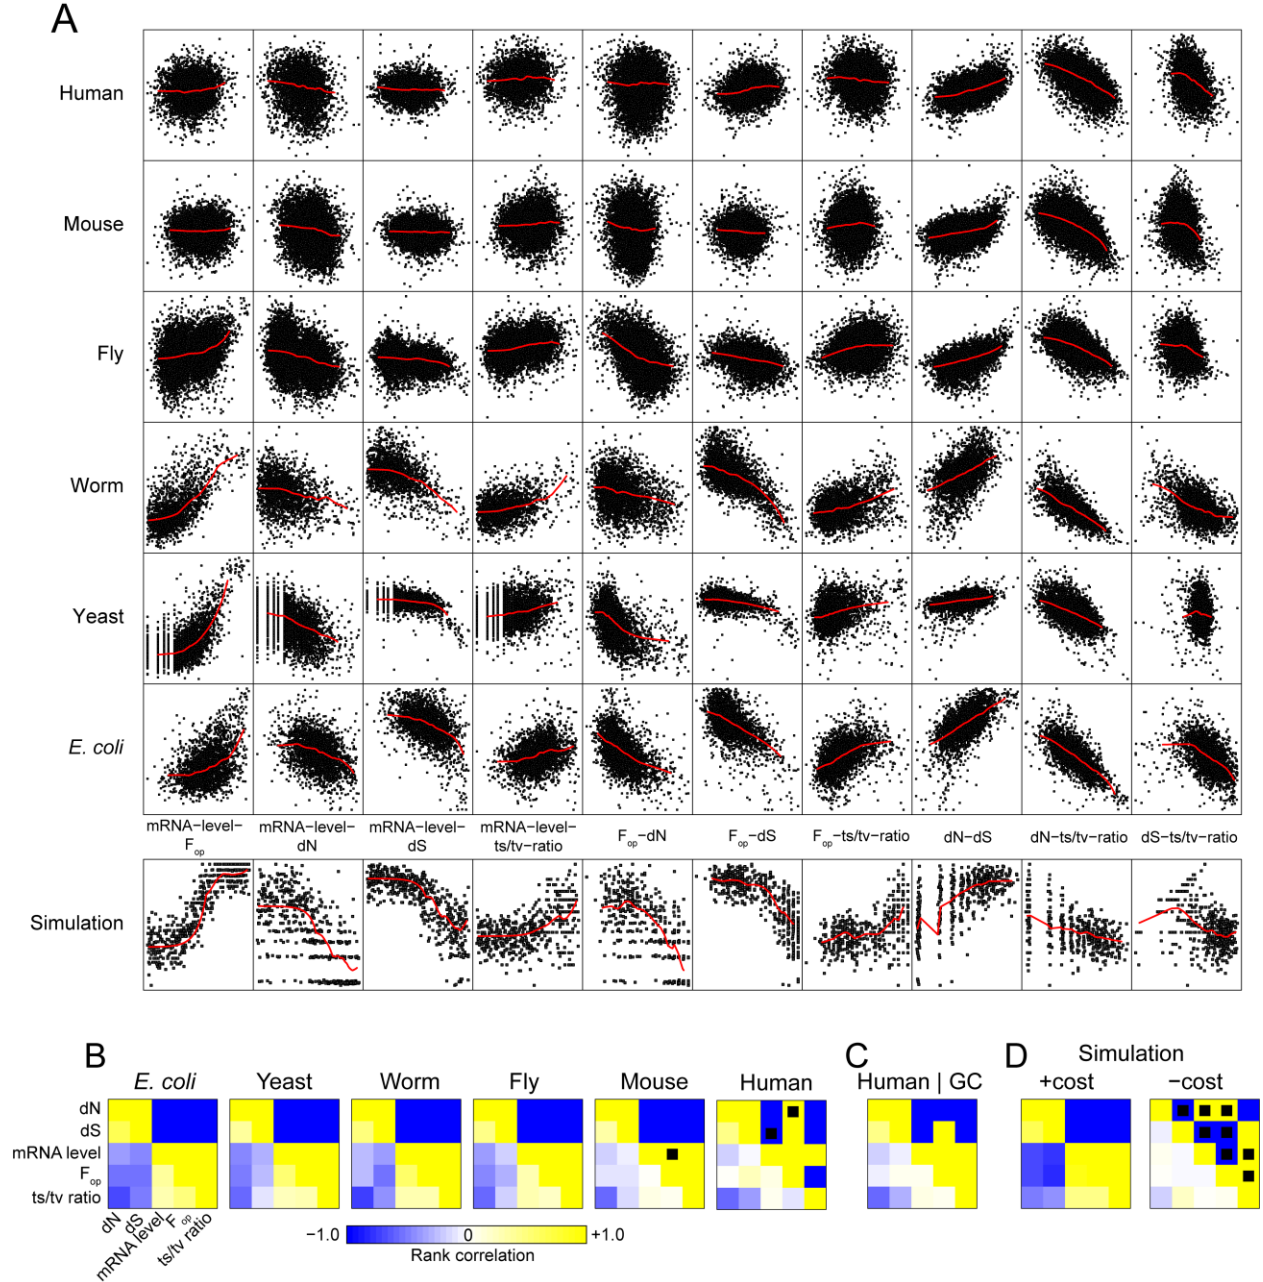 A
Human
Mouse
Fly
Worm
Yeast
E. coli
mRNA−level− mRNA−level− mRNA−level− mRNA−level− Fop−dN Fop−dS Fop−ts/tv−ratio dN−dS dN−ts/tv−ratio dS−ts/tv−ratio
Fop dN dS ts/tv−ratio
Simulation
B C D Simulation
E. coli Yeast Worm Fly Mouse Human Human | GC +cost −cost
dN
dS
mRNA level
Fop
ts/tv ratio
dN dS mRNA level Fop ts/tv ratio
−1.0 0 +1.0
Rank correlation